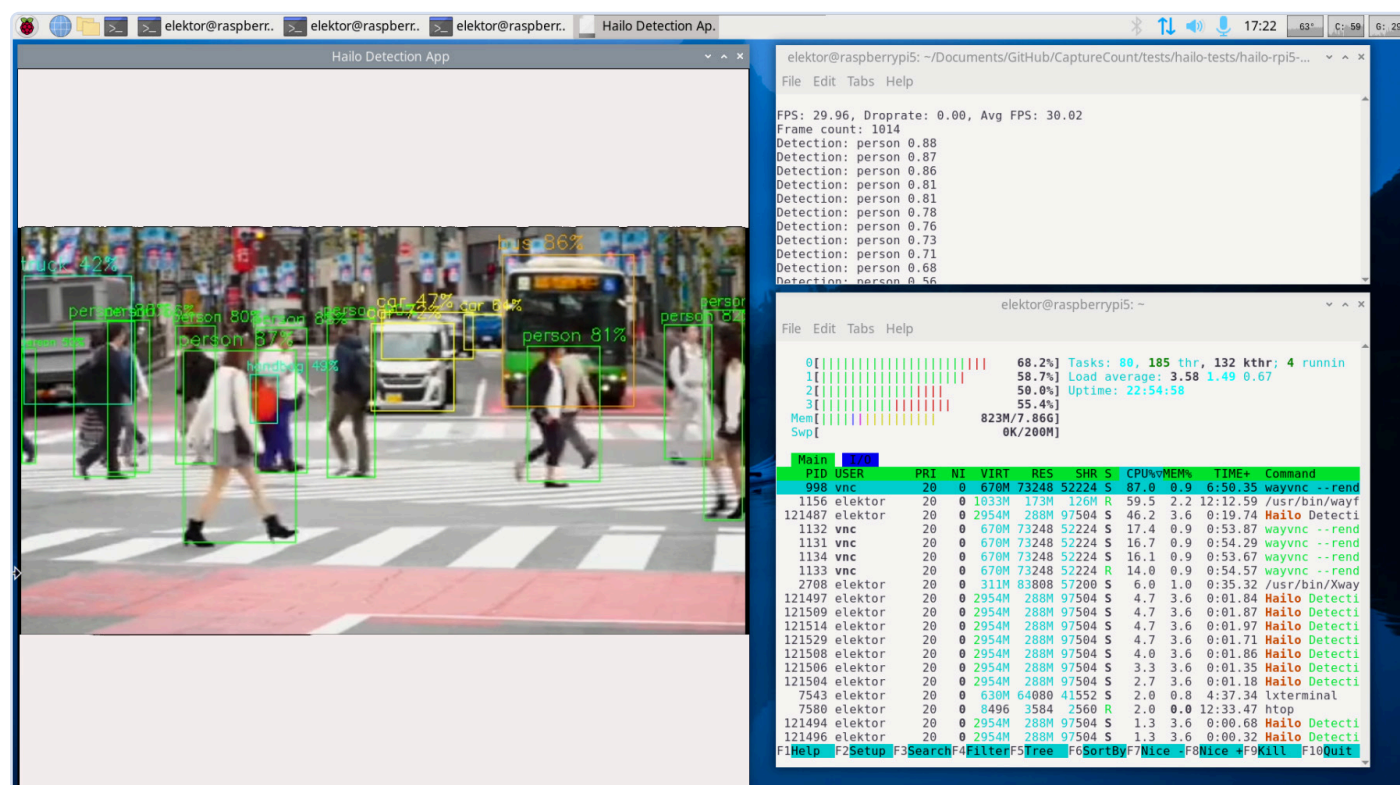 elektor@raspberr.. elektor@raspberr.. elektor@raspberr.. Hailo Detection Ap. 17:22 63° C: 59 G: 29
Hailo Detection App
truck 42%
bus 86%
car 47%
car 64%
person 80%
person 87%
handbag 49%
person 81%
elektor@raspberrypi5: ~/Documents/GitHub/CaptureCount/tests/hailo-tests/hailo-rpi5-...
File Edit Tabs Help
FPS: 29.96, Droprate: 0.00, Avg FPS: 30.02
Frame count: 1014
Detection: person 0.88
Detection: person 0.87
Detection: person 0.86
Detection: person 0.81
Detection: person 0.81
Detection: person 0.78
Detection: person 0.76
Detection: person 0.73
Detection: person 0.71
Detection: person 0.68
Detection: person 0.56
elektor@raspberrypi5: ~
File Edit Tabs Help
0[ 68.2%] Tasks: 80, 185 thr, 132 kthr; 4 runnin
1[ 58.7%] Load average: 3.58 1.49 0.67
2[ 50.0%] Uptime: 22:54:58
3[ 55.4%]
Mem[ 823M/7.86G]
Swp[ 0K/200M]
Main I/O
PID USER PRI NI VIRT RES SHR S CPU%▽MEM% TIME+ Command
998 vnc 20 0 670M 73248 52224 S 87.0 0.9 6:50.35 wayvnc --rend
1156 elektor 20 0 1033M 173M 126M R 59.5 2.2 12:12.59 /usr/bin/wayf
121487 elektor 20 0 2954M 288M 97504 S 46.2 3.6 0:19.74 Hailo Detecti
1132 vnc 20 0 670M 73248 52224 S 17.4 0.9 0:53.87 wayvnc --rend
1131 vnc 20 0 670M 73248 52224 S 16.7 0.9 0:54.29 wayvnc --rend
1134 vnc 20 0 670M 73248 52224 S 16.1 0.9 0:53.67 wayvnc --rend
1133 vnc 20 0 670M 73248 52224 R 14.0 0.9 0:54.57 wayvnc --rend
2708 elektor 20 0 311M 83808 57200 S 6.0 1.0 0:35.32 /usr/bin/Xway
121497 elektor 20 0 2954M 288M 97504 S 4.7 3.6 0:01.84 Hailo Detecti
121509 elektor 20 0 2954M 288M 97504 S 4.7 3.6 0:01.87 Hailo Detecti
121514 elektor 20 0 2954M 288M 97504 S 4.7 3.6 0:01.97 Hailo Detecti
121529 elektor 20 0 2954M 288M 97504 S 4.7 3.6 0:01.71 Hailo Detecti
121508 elektor 20 0 2954M 288M 97504 S 4.0 3.6 0:01.86 Hailo Detecti
121506 elektor 20 0 2954M 288M 97504 S 3.3 3.6 0:01.35 Hailo Detecti
121504 elektor 20 0 2954M 288M 97504 S 2.7 3.6 0:01.18 Hailo Detecti
7543 elektor 20 0 630M 64080 41552 S 2.0 0.8 4:37.34 lxterminal
7580 elektor 20 0 8496 3584 2560 R 2.0 0.0 12:33.47 htop
121494 elektor 20 0 2954M 288M 97504 S 1.3 3.6 0:00.68 Hailo Detecti
121496 elektor 20 0 2954M 288M 97504 S 1.3 3.6 0:00.32 Hailo Detecti
F1Help F2Setup F3SearchF4FilterF5Tree F6SortByF7Nice -F8Nice +F9Kill F10Quit